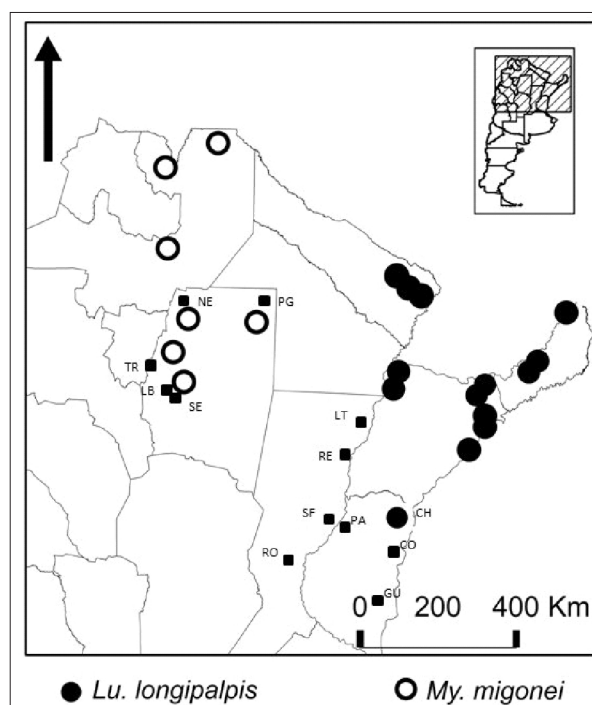 NE
PG
TR
LB
SE
LT
RE
SF
PA
CH
RO
CO
GU
0 200 400 Km
Lu. longipalpis
My. migonei